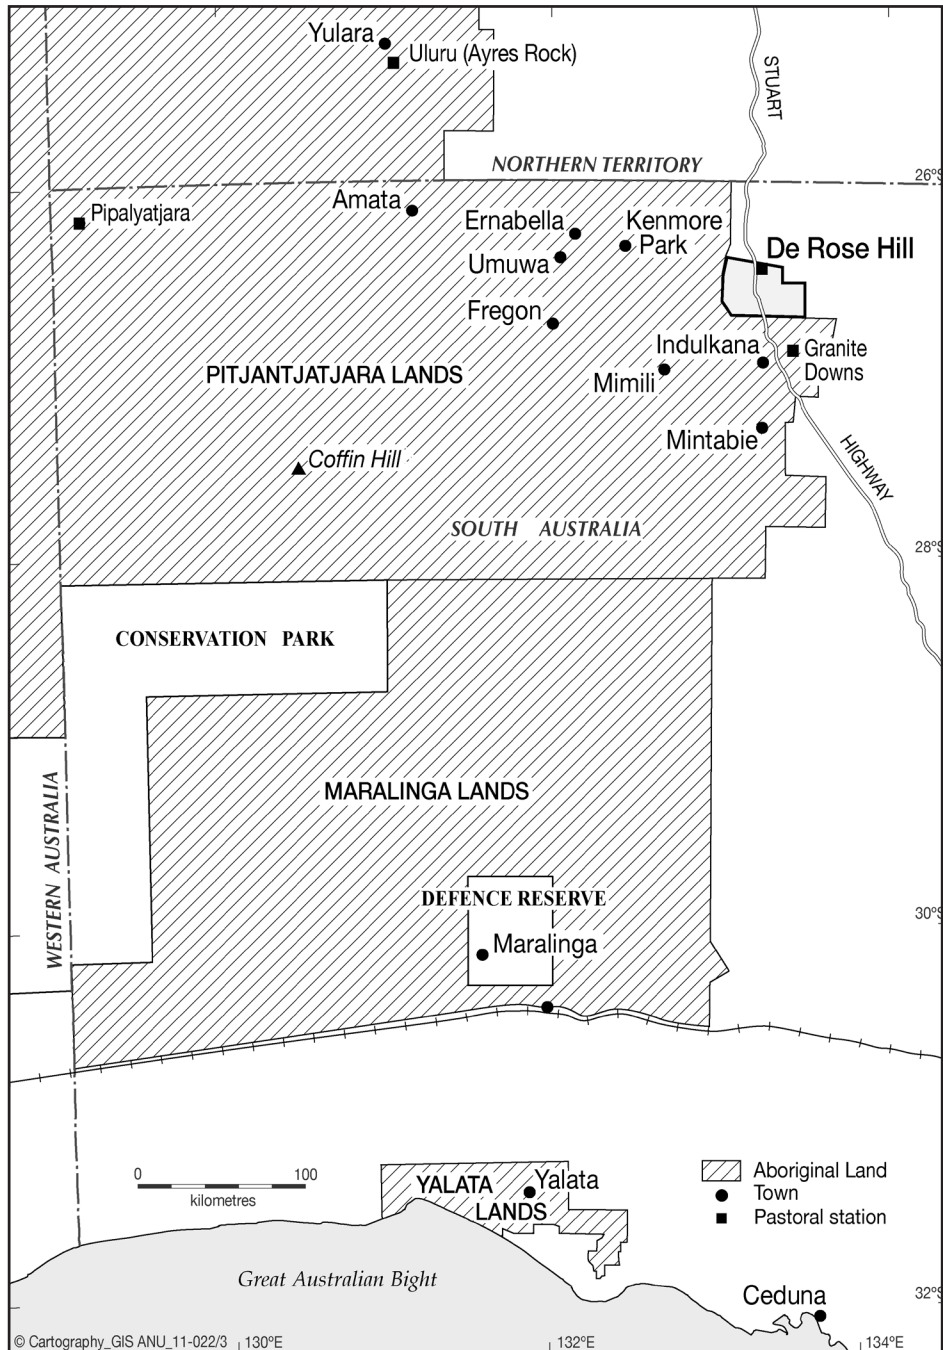 Yulara
Uluru (Ayres Rock)
STUART
NORTHERN TERRITORY
26°S
Pipalyatjara
Amata
Ernabella
Kenmore
Park
Umuwa
De Rose Hill
Fregon
Indulkana
Granite
Downs
PITJANTJATJARA LANDS
Mimili
Mintabie
HIGHWAY
Coffin Hill
SOUTH AUSTRALIA
28°S
CONSERVATION PARK
WESTERN AUSTRALIA
MARALINGA LANDS
DEFENCE RESERVE
30°S
Maralinga
0 100
kilometres
YALATA
LANDS
Yalata
Aboriginal Land
Town
Pastoral station
Great Australian Bight
Ceduna
32°S
© Cartography_GIS ANU_11-022/3
130°E
132°E
134°E